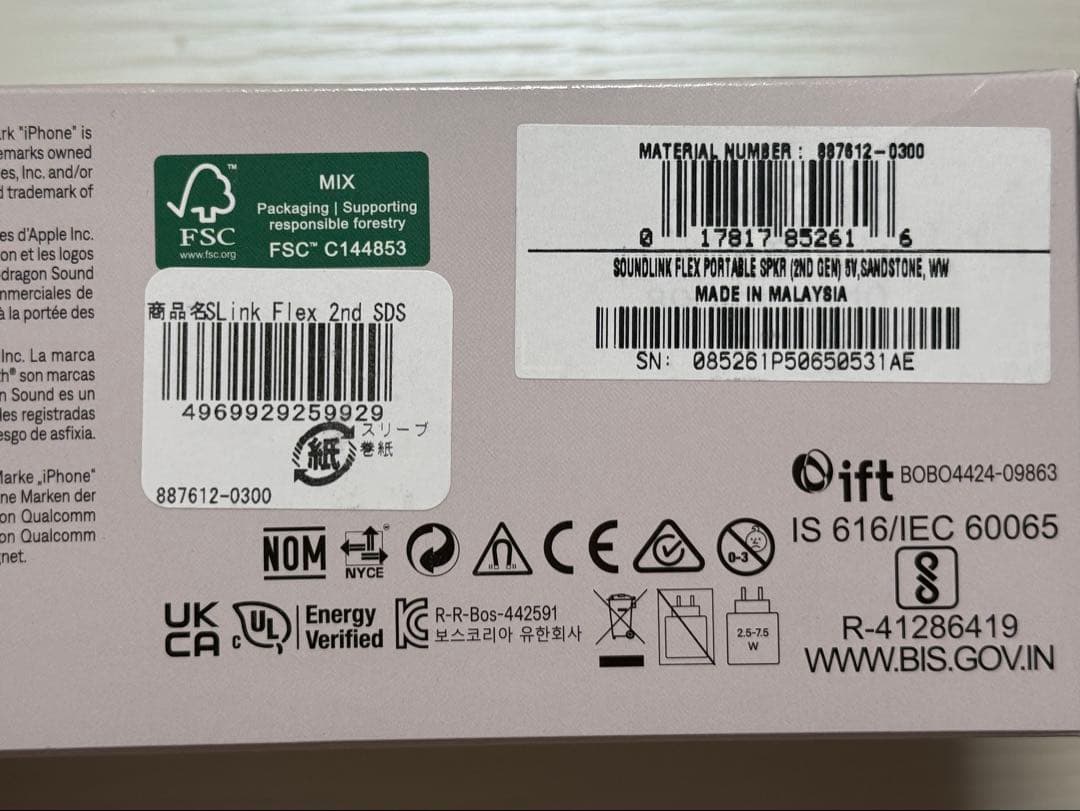 rk "iPhone" is
emarks owned
es, Inc. and/or
d trademark of
es d'Apple Inc.
on et les logos
dragon Sound
nmerciales de
à la portée des
Inc. La marca
h® son marcas
n Sound es un
les registradas
esgo de asfixia.
Marke „iPhone"
ne Marken der
on Qualcomm
on Qualcomm
gnet.
FSC
www.fsc.org
MIX
Packaging | Supporting
responsible forestry
FSC™ C144853
商品名SLink Flex 2nd SDS
4969929259929
紙
スリーブ
巻紙
887612-0300
MATERIAL NUMBER : 887612-0300
0 17817 85261 6
SOUNDLINK FLEX PORTABLE SPKR (2ND GEN) 5V,SANDSTONE, WW
MADE IN MALAYSIA
SN: 085261P50650531AE
ift BOBO4424-09863
IS 616/IEC 60065
R-41286419
WWW.BIS.GOV.IN
NOM
NYCE
CE
0-3
UK
CA
c UL
Energy
Verified
R-R-Bos-442591
보스코리아 유한회사
2.5-7.5
W